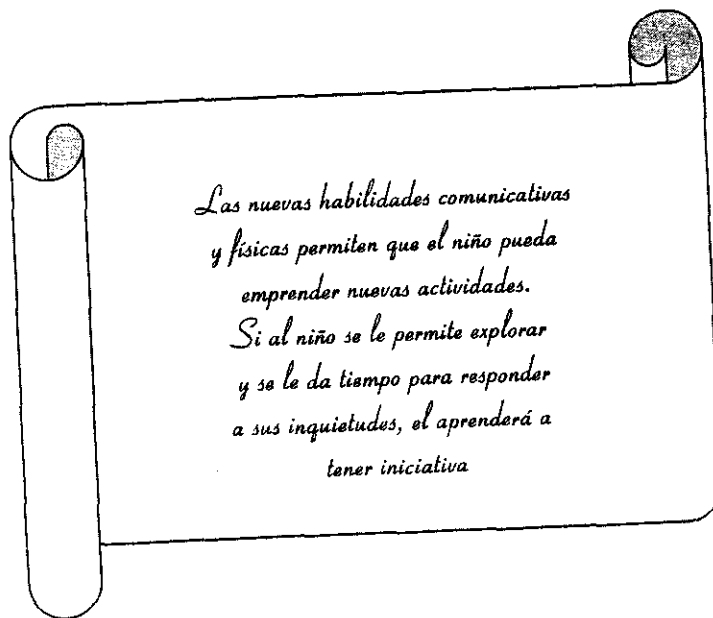 Las nuevas habilidades comunicativas
y físicas permiten que el niño pueda
emprender nuevas actividades.
Si al niño se le permite explorar
y se le da tiempo para responder
a sus inquietudes, el aprenderá a
tener iniciativa